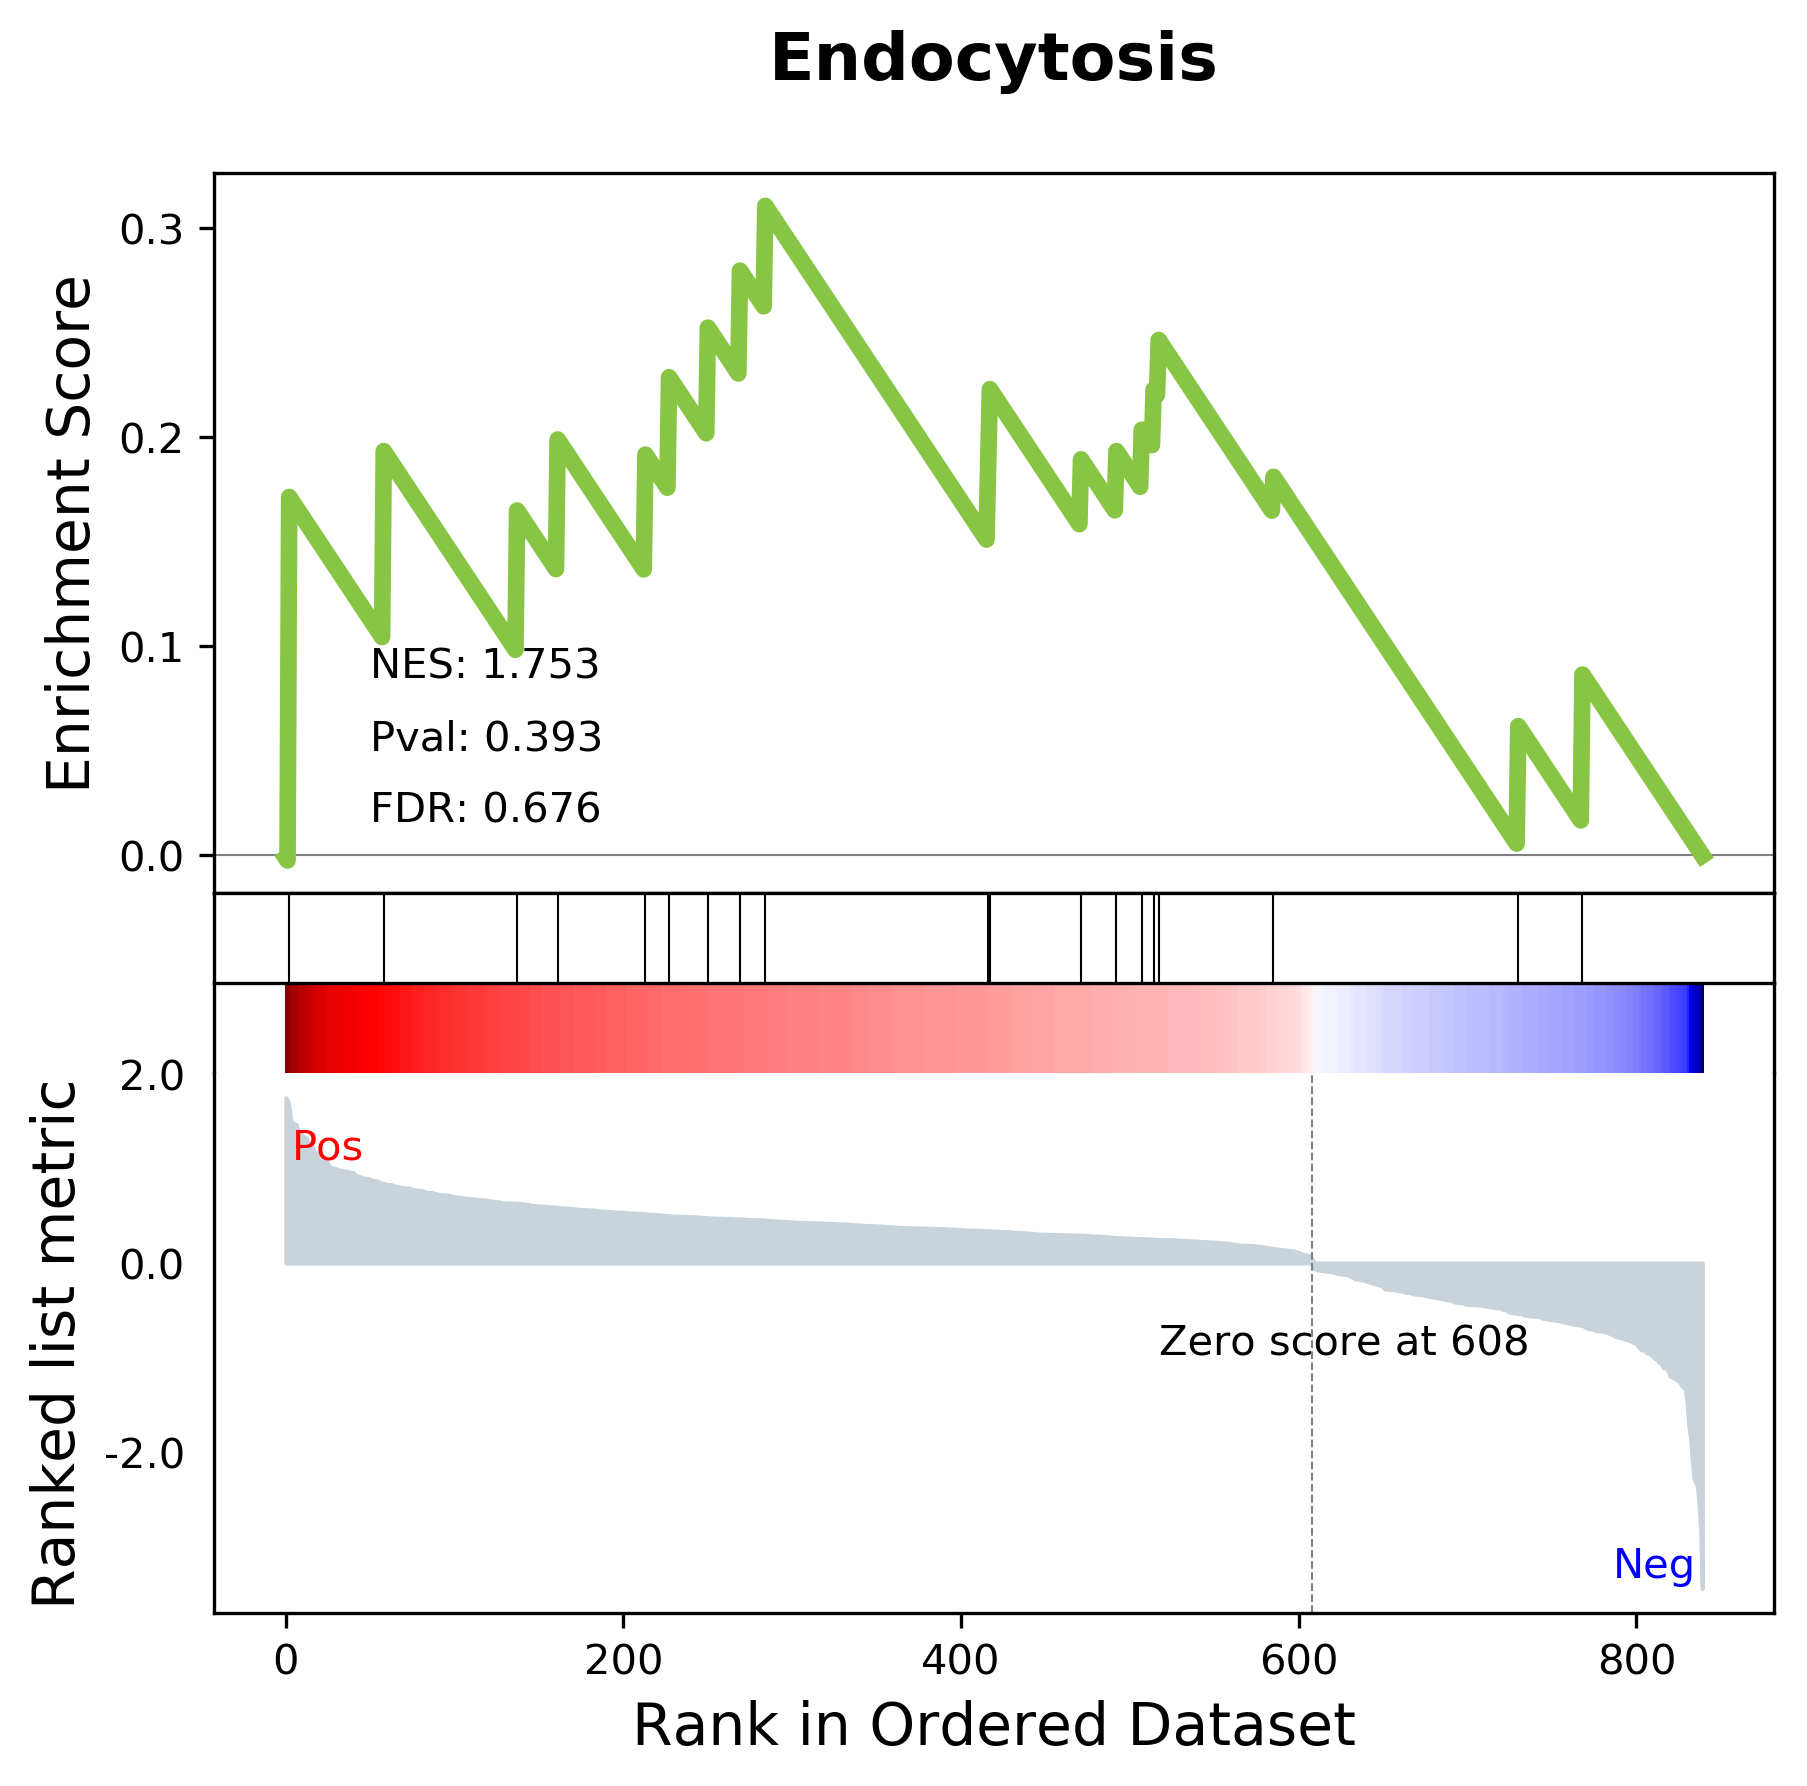 Endocytosis
Enrichment Score
0.3
0.2
0.1
0.0
NES: 1.753
Pval: 0.393
FDR: 0.676
Ranked list metric
2.0
0.0
-2.0
Pos
Zero score at 608
Neg
0 200 400 600 800
Rank in Ordered Dataset